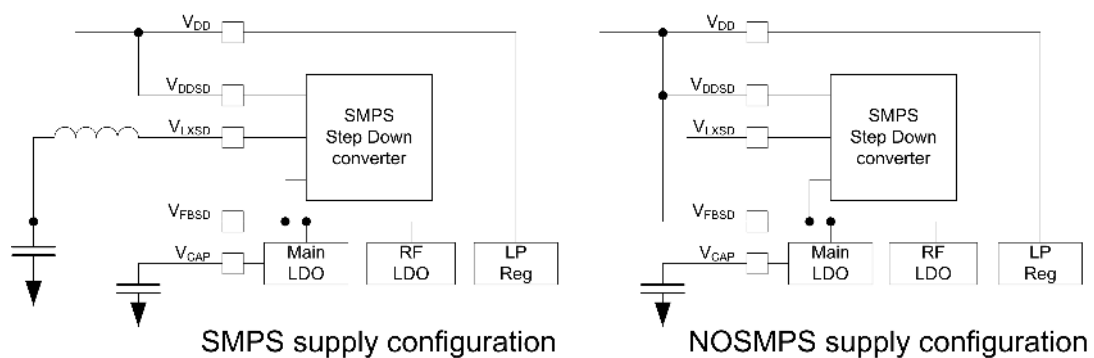 VDD
VDDSD
VLXSD
SMPS
Step Down
converter
VFBSD
VCAP
Main
LDO
RF
LDO
LP
Reg
SMPS supply configuration
VDD
VDDSD
VLXSD
SMPS
Step Down
converter
VFBSD
VCAP
Main
LDO
RF
LDO
LP
Reg
NOSMPS supply configuration